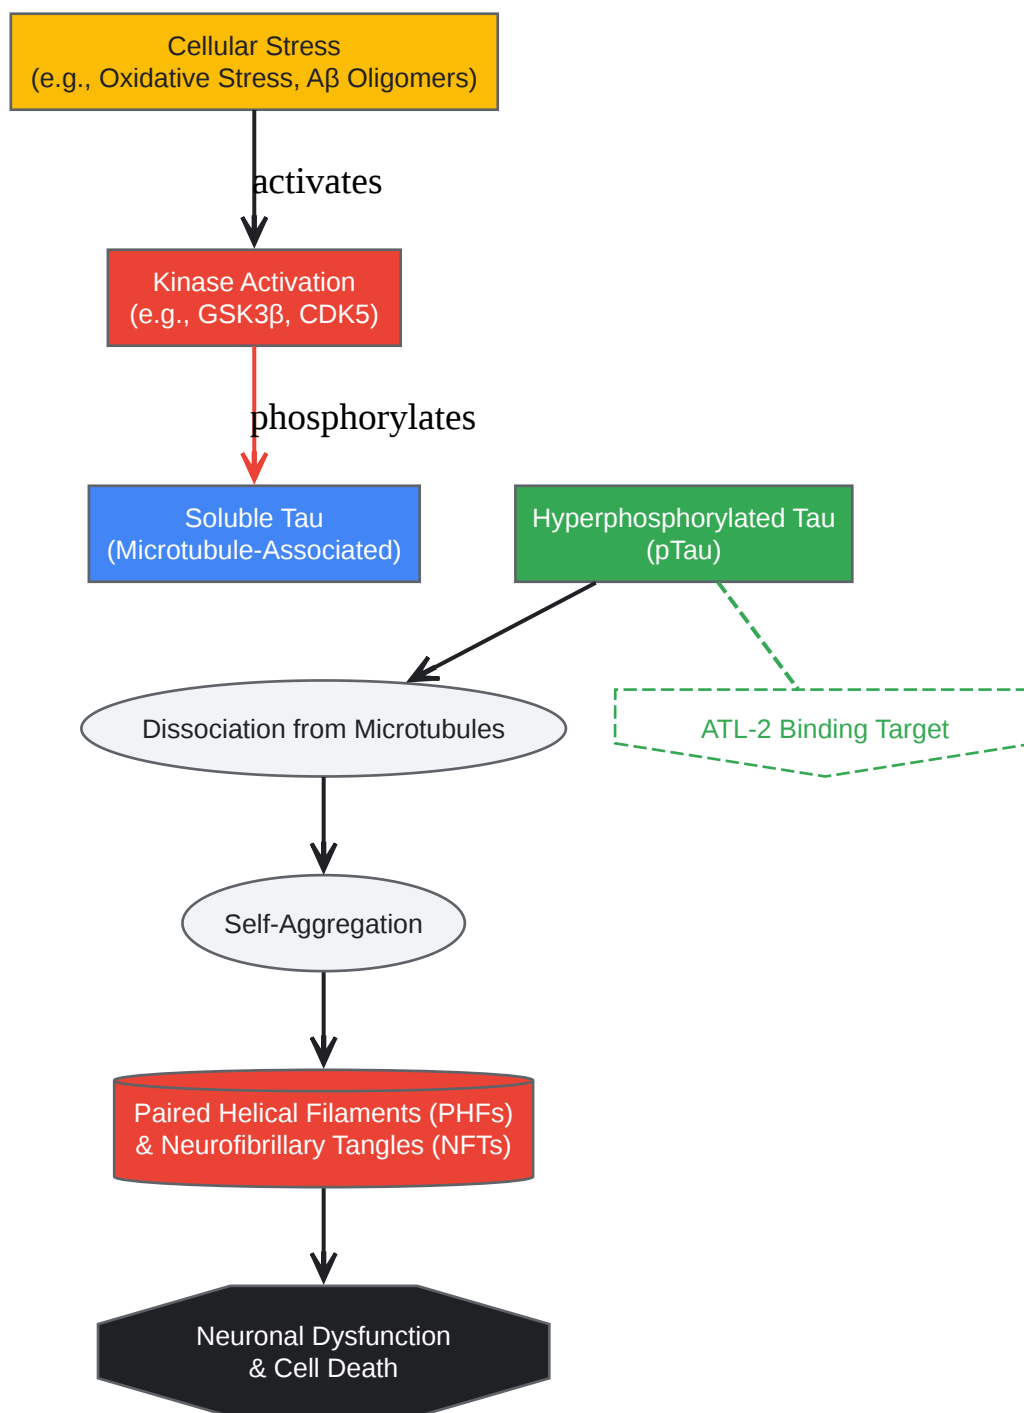 Cellular Stress
(e.g., Oxidative Stress, Aβ Oligomers)
activates
Kinase Activation
(e.g., GSK3β, CDK5)
phosphorylates
Soluble Tau
(Microtubule-Associated)
Hyperphosphorylated Tau
(pTau)
Dissociation from Microtubules
ATL-2 Binding Target
Self-Aggregation
Paired Helical Filaments (PHFs)
& Neurofibrillary Tangles (NFTs)
Neuronal Dysfunction
& Cell Death